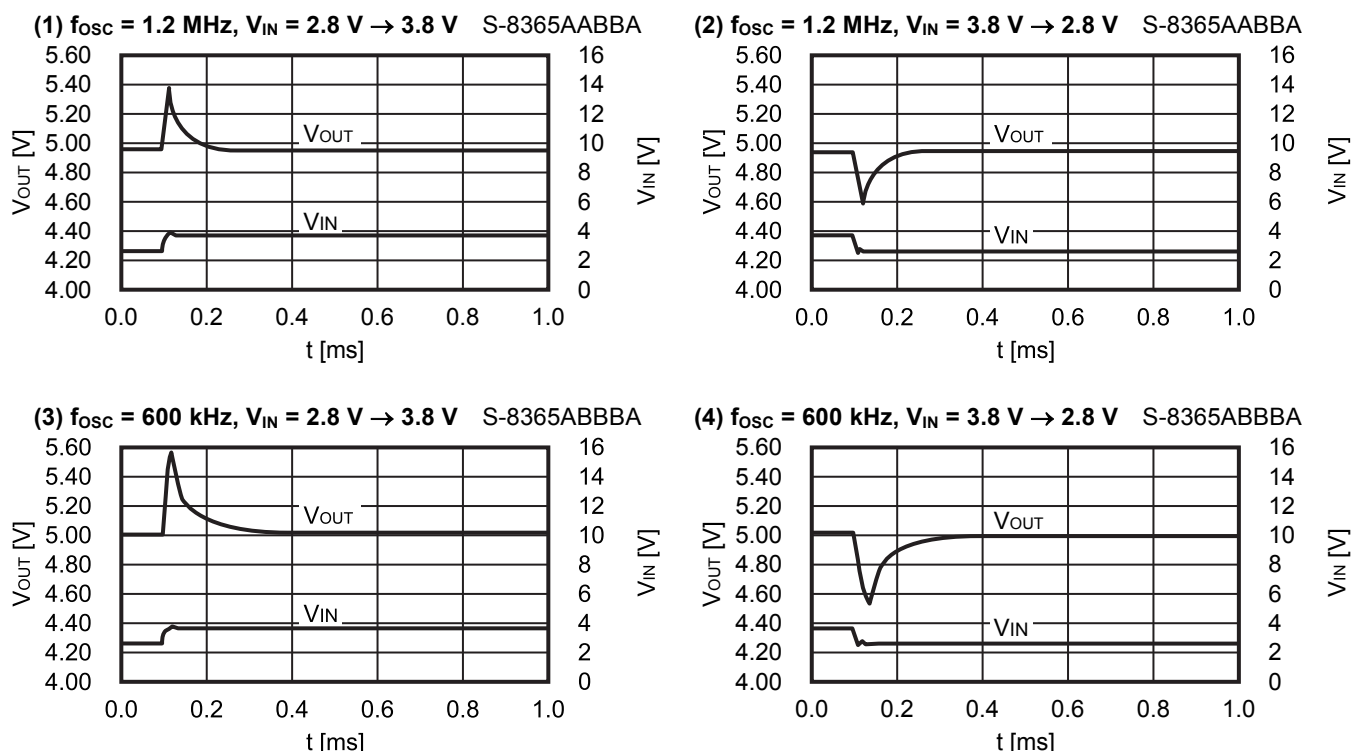 (1) fOSC = 1.2 MHz, VIN = 2.8 V → 3.8 V S-8365AABBA
5.60
5.40
5.20
5.00
4.80
4.60
4.40
4.20
4.00
VOUT [V]
16
14
12
10
8
6
4
2
0
VIN [V]
VOUT
VIN
0.0 0.2 0.4 0.6 0.8 1.0
t [ms]
(2) fOSC = 1.2 MHz, VIN = 3.8 V → 2.8 V S-8365AABBA
5.60
5.40
5.20
5.00
4.80
4.60
4.40
4.20
4.00
VOUT [V]
16
14
12
10
8
6
4
2
0
VIN [V]
VOUT
VIN
0.0 0.2 0.4 0.6 0.8 1.0
t [ms]
(3) fOSC = 600 kHz, VIN = 2.8 V → 3.8 V S-8365ABBBA
5.60
5.40
5.20
5.00
4.80
4.60
4.40
4.20
4.00
VOUT [V]
16
14
12
10
8
6
4
2
0
VIN [V]
VOUT
VIN
0.0 0.2 0.4 0.6 0.8 1.0
t [ms]
(4) fOSC = 600 kHz, VIN = 3.8 V → 2.8 V S-8365ABBBA
5.60
5.40
5.20
5.00
4.80
4.60
4.40
4.20
4.00
VOUT [V]
16
14
12
10
8
6
4
2
0
VIN [V]
VOUT
VIN
0.0 0.2 0.4 0.6 0.8 1.0
t [ms]